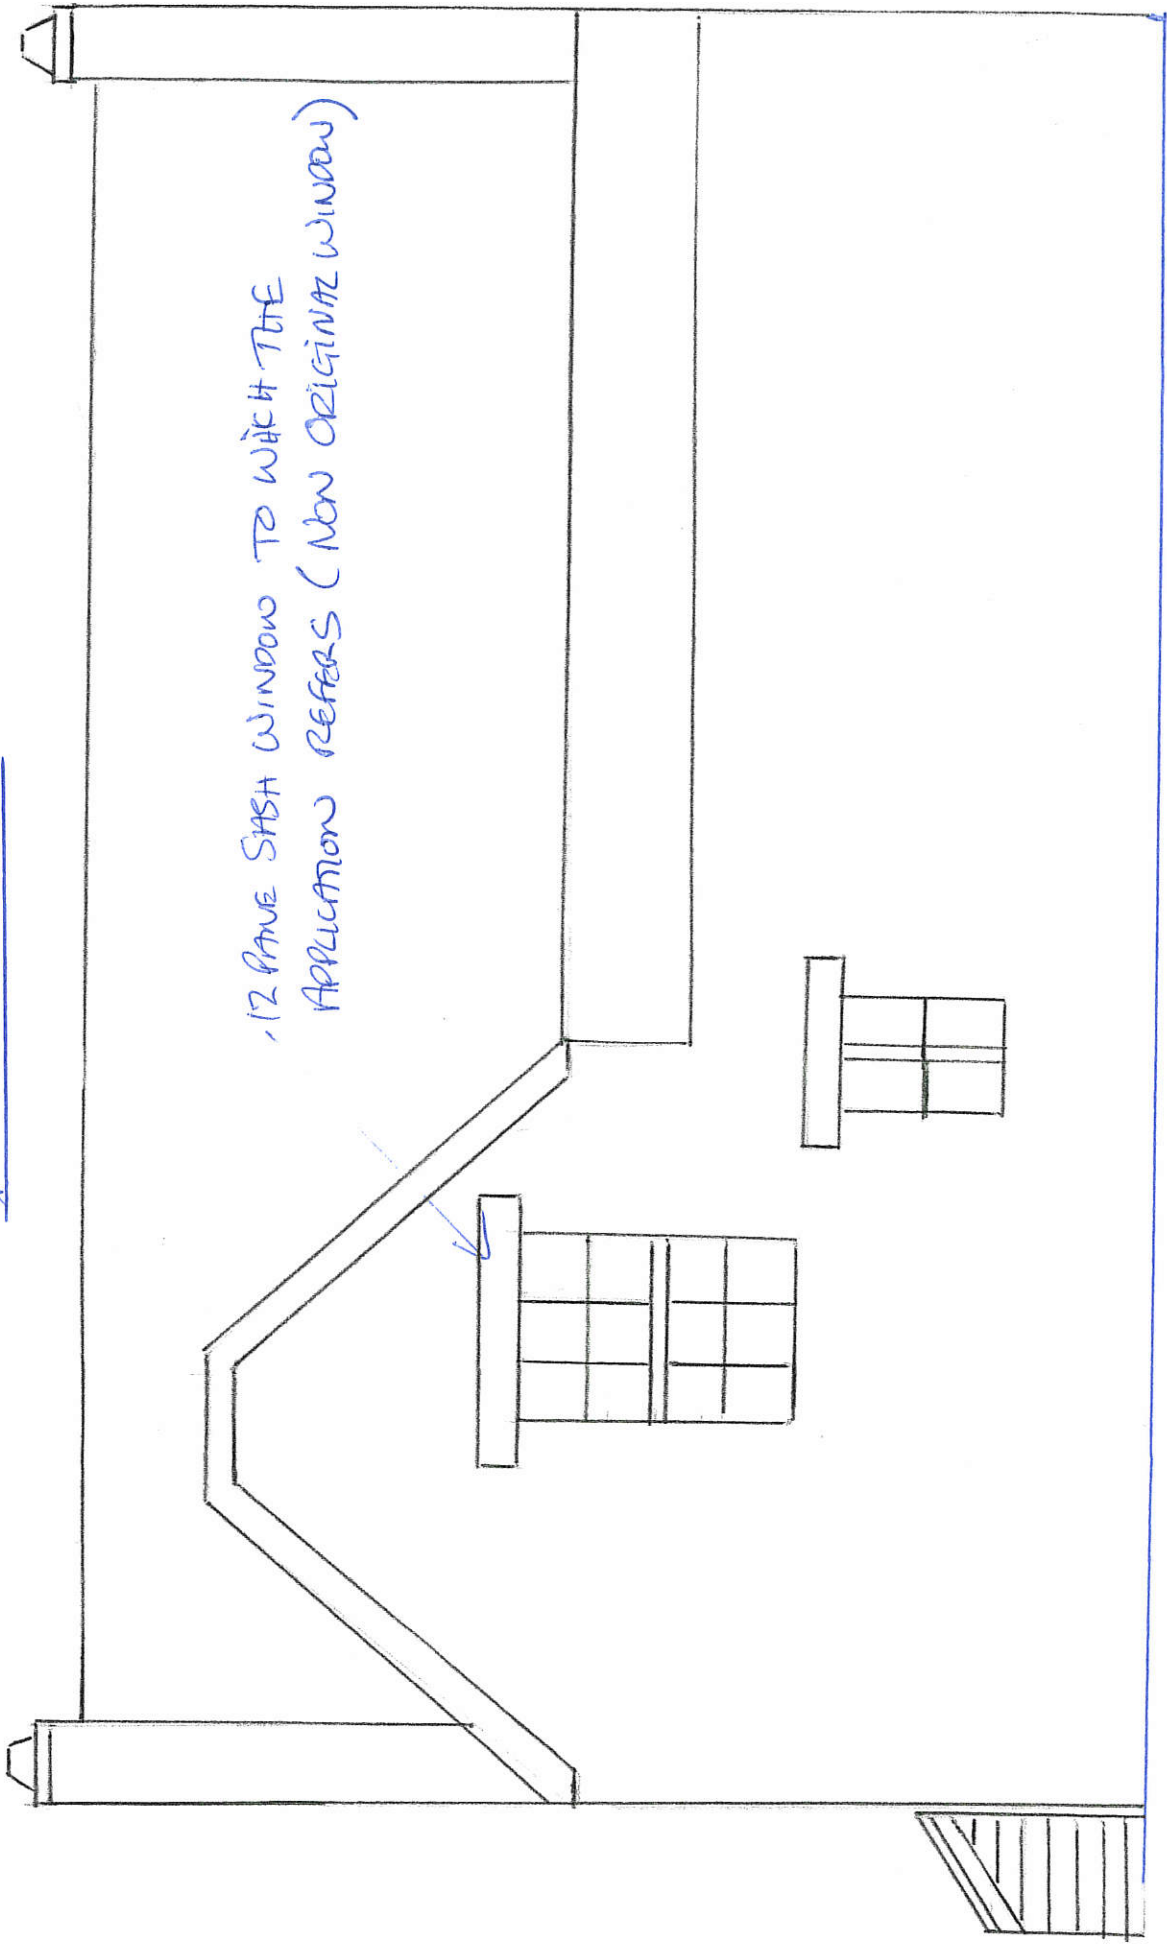 .12 PANE SASH WINDOW TO WHICH THE
APPLICATION REFERS (NON ORIGINAL WINDOW)